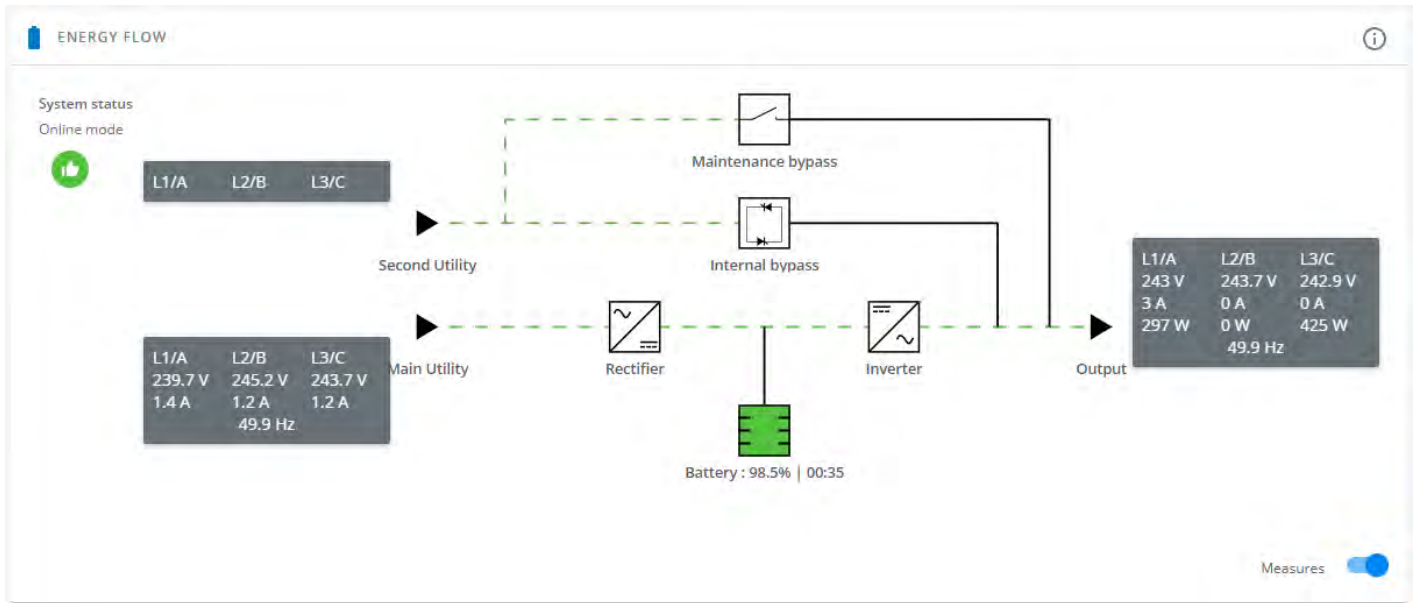 ENERGY FLOW
System status
Online mode
L1/A L2/B L3/C
Maintenance bypass
Second Utility
Internal bypass
L1/A L2/B L3/C
243 V 243.7 V 242.9 V
3 A 0 A 0 A
297 W 0 W 425 W
49.9 Hz
L1/A L2/B L3/C
239.7 V 245.2 V 243.7 V
1.4 A 1.2 A 1.2 A
49.9 Hz
Main Utility
Rectifier
Inverter
Output
Battery : 98.5% | 00:35
Measures